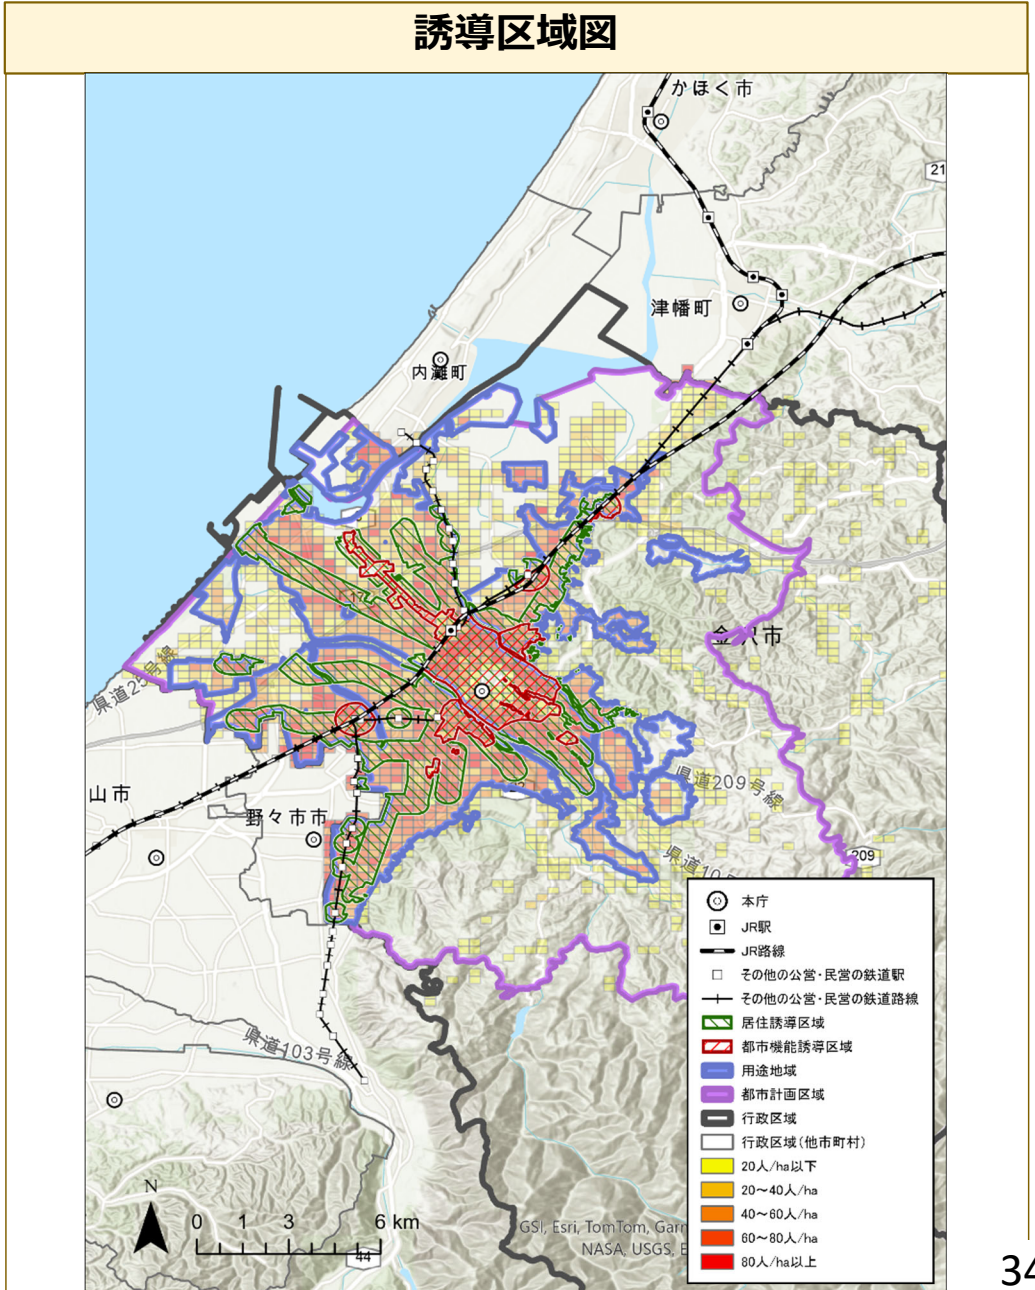 誘導区域図
かほく市
21
津幡町
内灘町
17
金沢市
県道25号線
県道209号線
山市
野々市市
209
県道10
県道103号線
N
0 1 3 6 km
44
GSI, Esri, TomTom, Garn
NASA, USGS, E
本庁
JR駅
JR路線
その他の公営・民営の鉄道駅
その他の公営・民営の鉄道路線
居住誘導区域
都市機能誘導区域
用途地域
都市計画区域
行政区域
行政区域(他市町村)
20人/ha以下
20～40人/ha
40～60人/ha
60～80人/ha
80人/ha以上
34